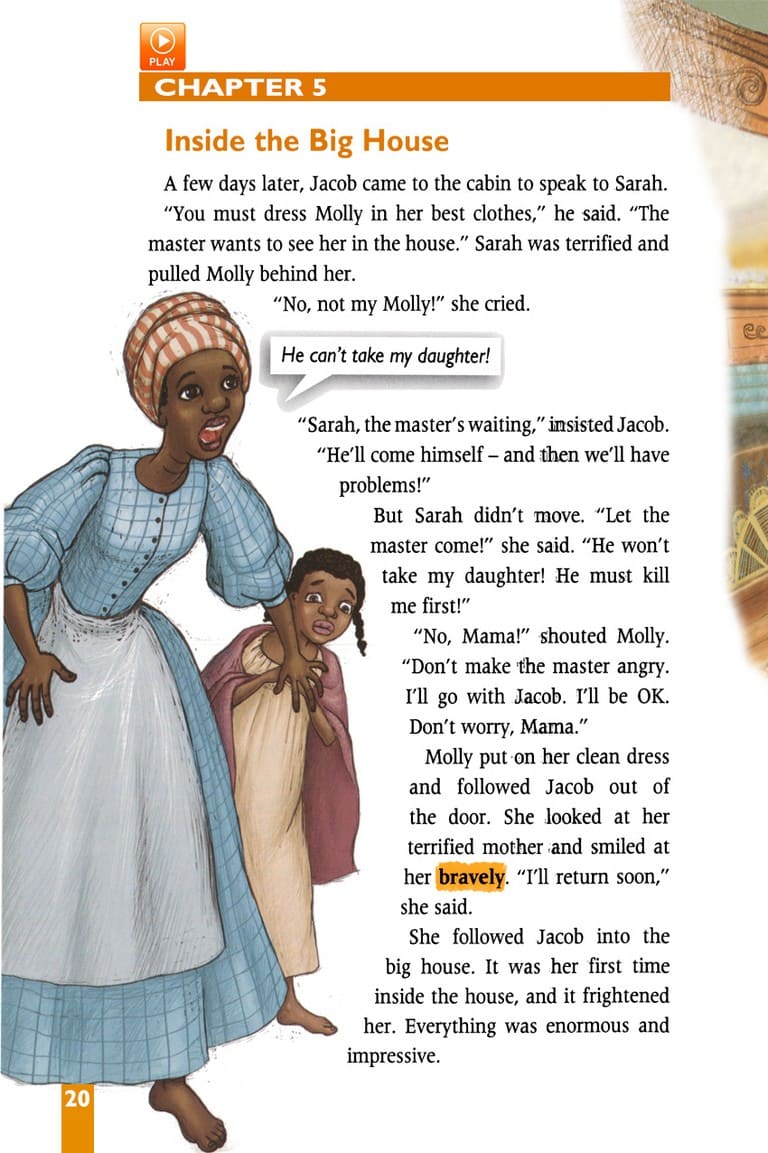 PLAY
CHAPTER 5
Inside the Big House
A few days later, Jacob came to the cabin to speak to Sarah.
“You must dress Molly in her best clothes,” he said. “The
master wants to see her in the house.” Sarah was terrified and
pulled Molly behind her.
“No, not my Molly!” she cried.
He can’t take my daughter!
“Sarah, the master’s waiting,” insisted Jacob.
“He’ll come himself – and then we’ll have
problems!”
But Sarah didn’t move. “Let the
master come!” she said. “He won’t
take my daughter! He must kill
me first!”
“No, Mama!” shouted Molly.
“Don’t make the master angry.
I’ll go with Jacob. I’ll be OK.
Don’t worry, Mama.”
Molly put on her clean dress
and followed Jacob out of
the door. She looked at her
terrified mother and smiled at
her bravely. “I’ll return soon,”
she said.
She followed Jacob into the
big house. It was her first time
inside the house, and it frightened
her. Everything was enormous and
impressive.
20